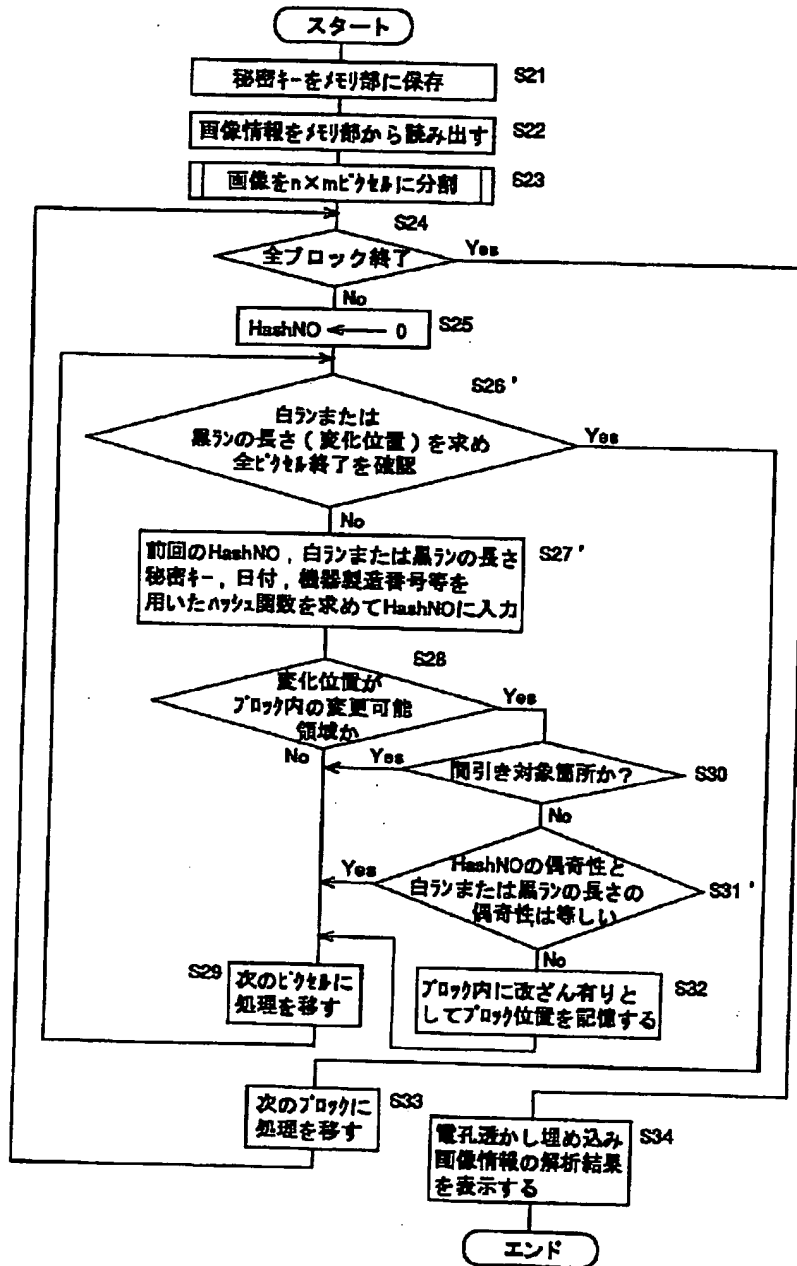 スタート
秘密キーをメモリ部に保存
S21
画像情報をメモリ部から読み出す
S22
画像をn×mピクセルに分割
S23
S24
全ブロック終了
Yes
No
HashNO ← 0
S25
S26'
白ランまたは
黒ランの長さ(変化位置)を求め
全ピクセル終了を確認
Yes
No
前回のHashNO,白ランまたは黒ランの長さ
秘密キー,日付,機器製造番号等を
用いたハッシュ関数を求めてHashNOに入力
S27'
S28
変化位置が
ブロック内の変更可能
領域か
Yes
No
Yes
間引き対象箇所か?
S30
No
HashNOの偶奇性と
白ランまたは黒ランの長さの
偶奇性は等しい
Yes
S31'
No
S29
次のピクセルに
処理を移す
ブロック内に改ざん有りと
してブロック位置を記憶する
S32
次のブロックに
処理を移す
S33
電孔透かし埋め込み
画像情報の解析結果
を表示する
S34
エンド